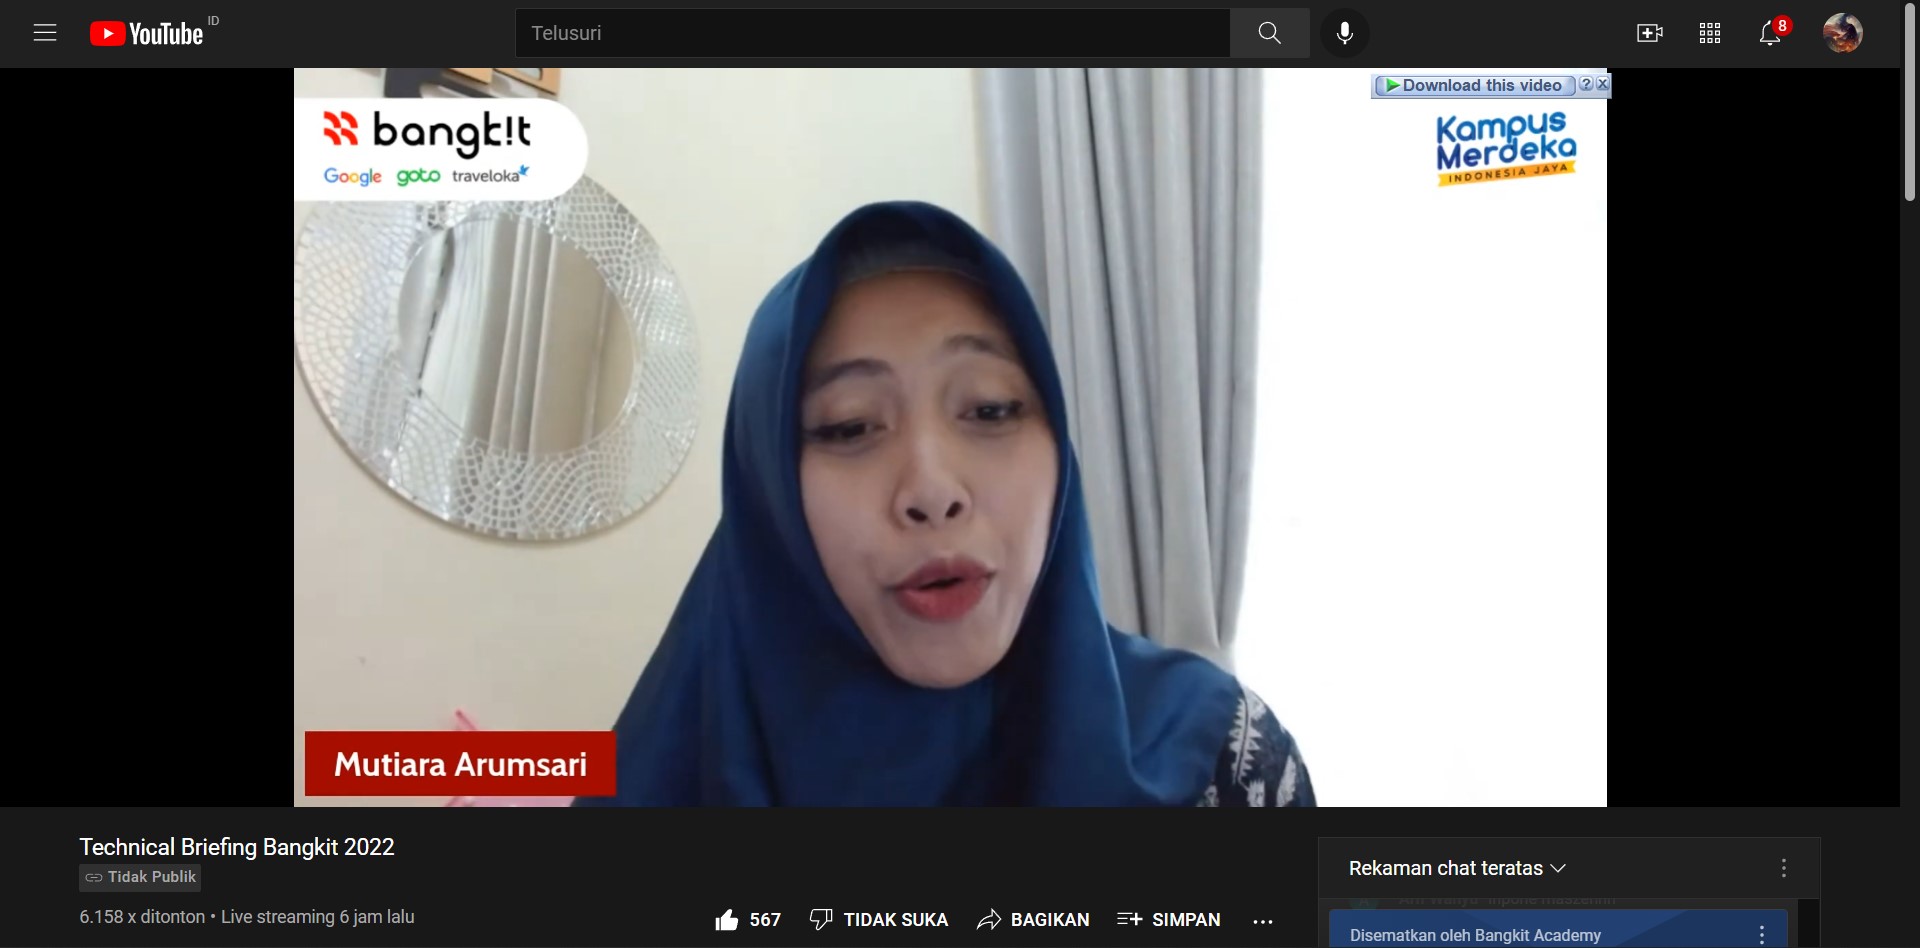 YouTube ID
Telusuri
8
Download this video ? X
bangk!t
Google goto traveloka
Kampus
Merdeka
INDONESIA JAYA
Mutiara Arumsari
Technical Briefing Bangkit 2022
Tidak Publik
6.158 x ditonton • Live streaming 6 jam lalu
567 TIDAK SUKA BAGIKAN SIMPAN ...
Rekaman chat teratas
Disematkan oleh Bangkit Academy